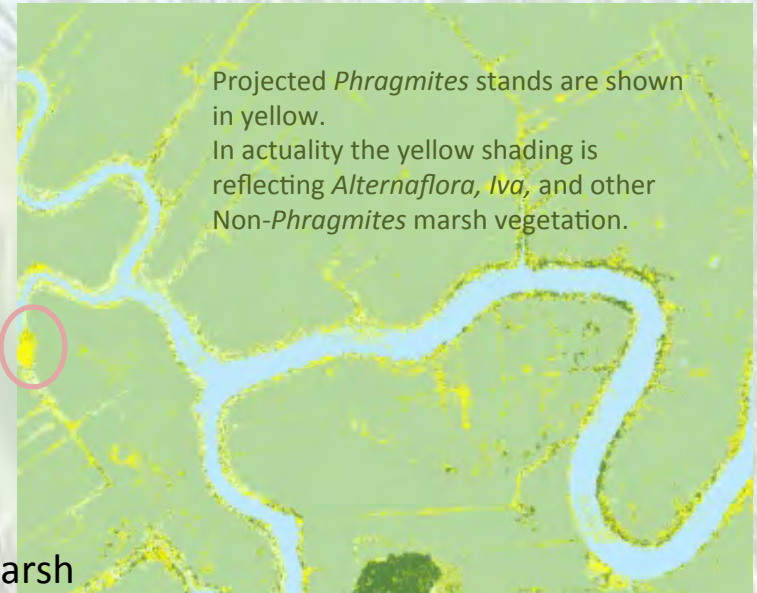 Projected Phragmites stands are shown
in yellow.
In actuality the yellow shading is
reflecting Alternaflora, Iva, and other
Non-Phragmites marsh vegetation.
arsh